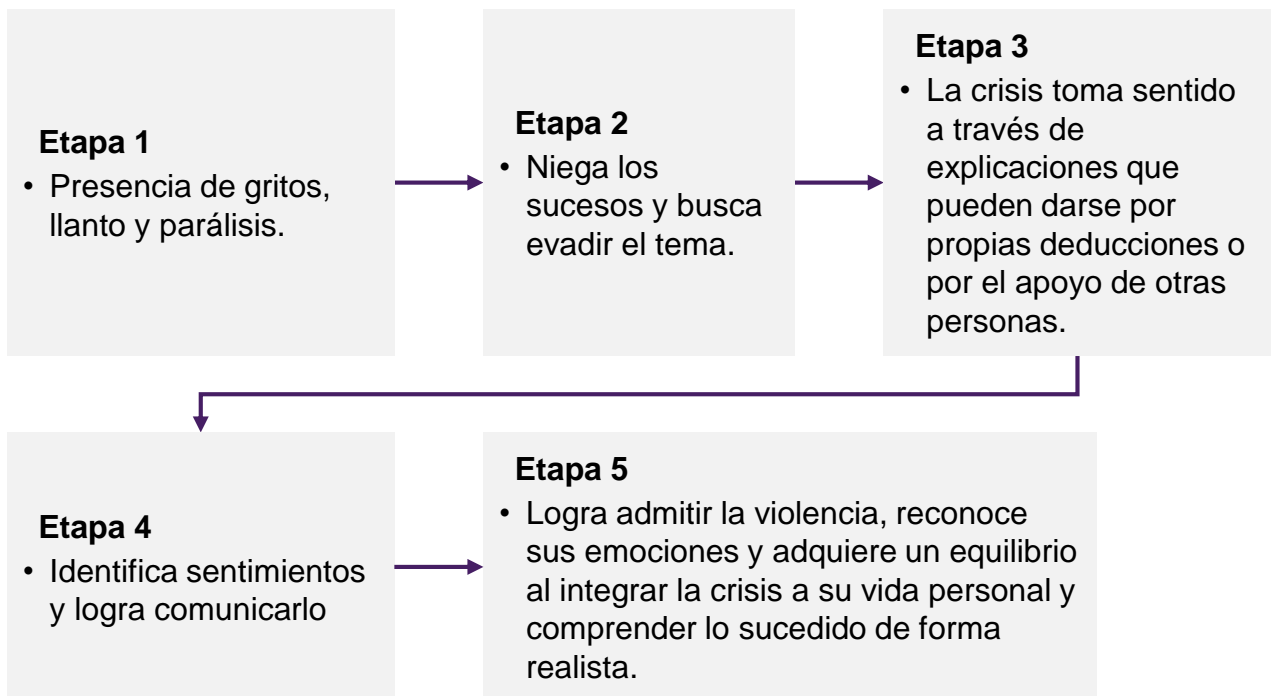 Etapa 1
• Presencia de gritos,
llanto y parálisis.
Etapa 2
• Niega los
sucesos y busca
evadir el tema.
Etapa 3
• La crisis toma sentido
a través de
explicaciones que
pueden darse por
propias deducciones o
por el apoyo de otras
personas.
Etapa 4
• Identifica sentimientos
y logra comunicarlo
Etapa 5
• Logra admitir la violencia, reconoce
sus emociones y adquiere un equilibrio
al integrar la crisis a su vida personal y
comprender lo sucedido de forma
realista.